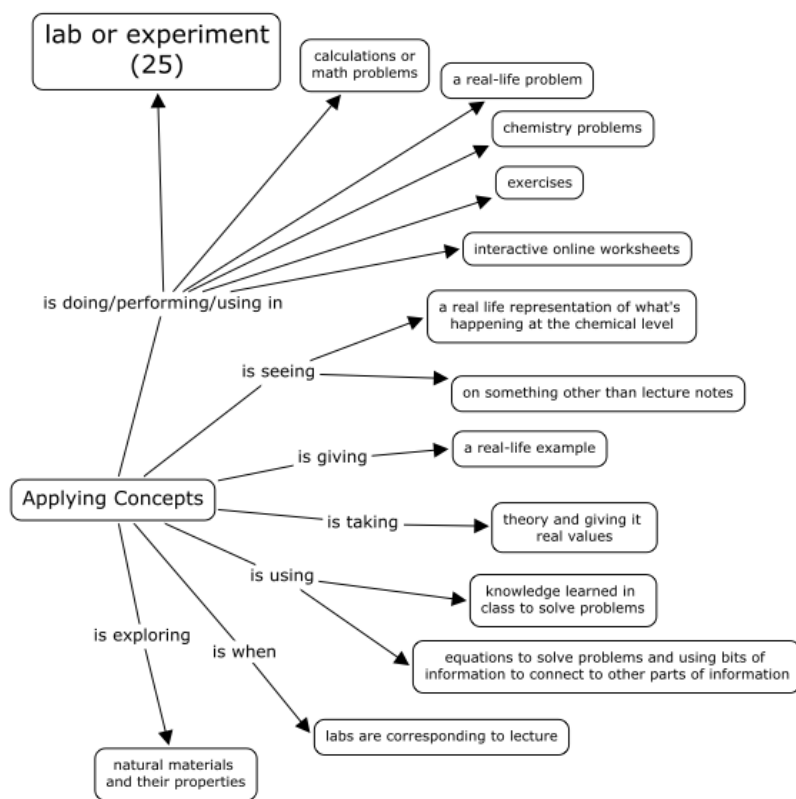 lab or experiment
(25)
calculations or
math problems
a real-life problem
chemistry problems
exercises
interactive online worksheets
is doing/performing/using in
a real life representation of what's
happening at the chemical level
is seeing
on something other than lecture notes
is giving
a real-life example
Applying Concepts
is taking
theory and giving it
real values
is using
knowledge learned in
class to solve problems
is exploring
is when
equations to solve problems and using bits of
information to connect to other parts of information
labs are corresponding to lecture
natural materials
and their properties